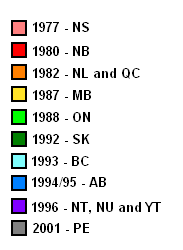 1977 - NS
1980 - NB
1982 - NL and QC
1987 - MB
1988 - ON
1992 - SK
1993 - BC
1994/95 - AB
1996 - NT, NU and YT
2001 - PE